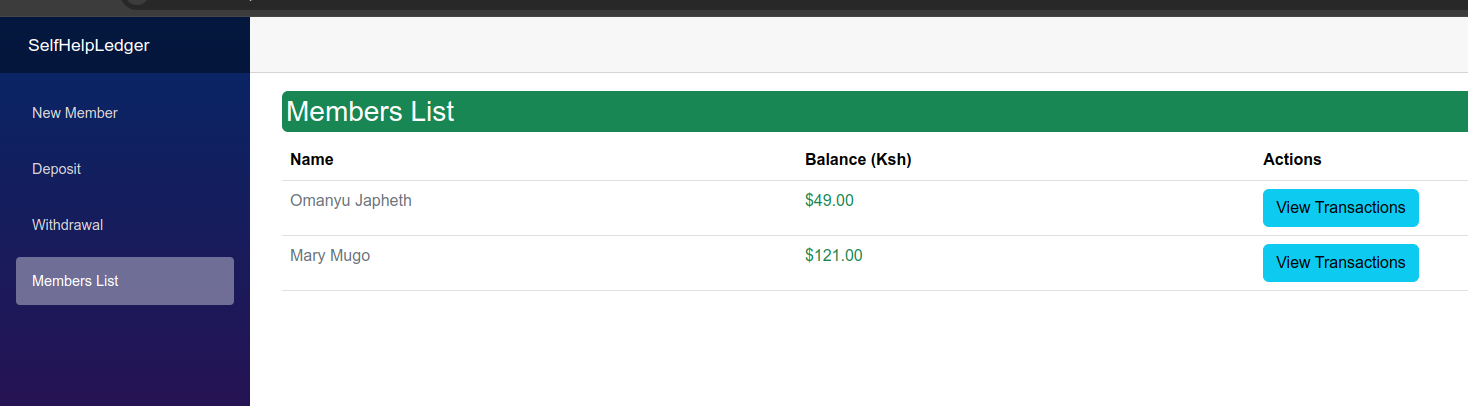 SelfHelpLedger
New Member
Deposit
Withdrawal
Members List
Members List
Name Balance (Ksh) Actions
Omanyu Japheth $49.00 View Transactions
Mary Mugo $121.00 View Transactions